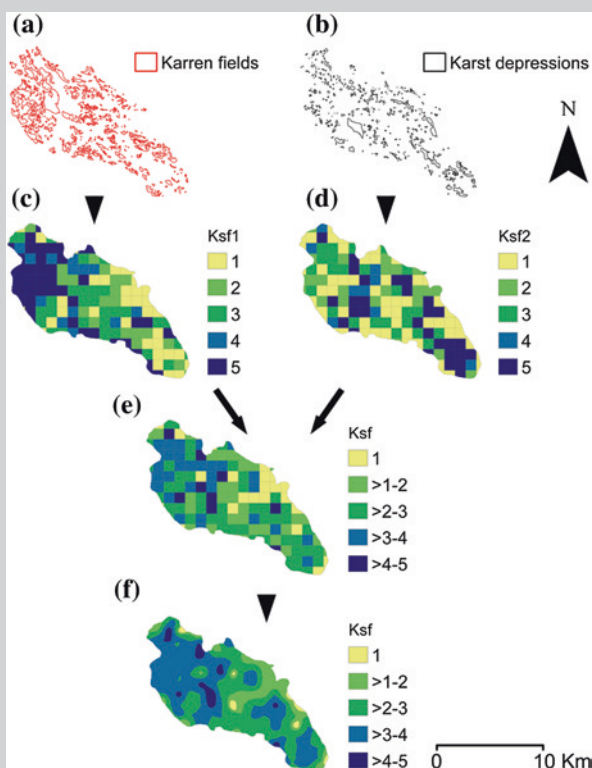 (a)
Karren fields
(b)
Karst depressions
N
(c)
Ksf1
1
2
3
4
5
(d)
Ksf2
1
2
3
4
5
(e)
Ksf
1
>1-2
>2-3
>3-4
>4-5
(f)
Ksf
1
>1-2
>2-3
>3-4
>4-5
0 10 Km